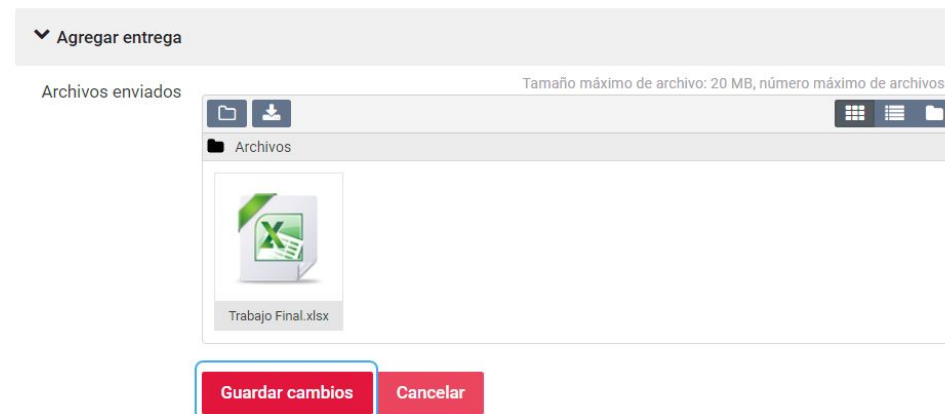 Agregar entrega
Archivos enviados
Tamaño máximo de archivo: 20 MB, número máximo de archivos
Archivos
Trabajo Final.xlsx
Guardar cambios
Cancelar